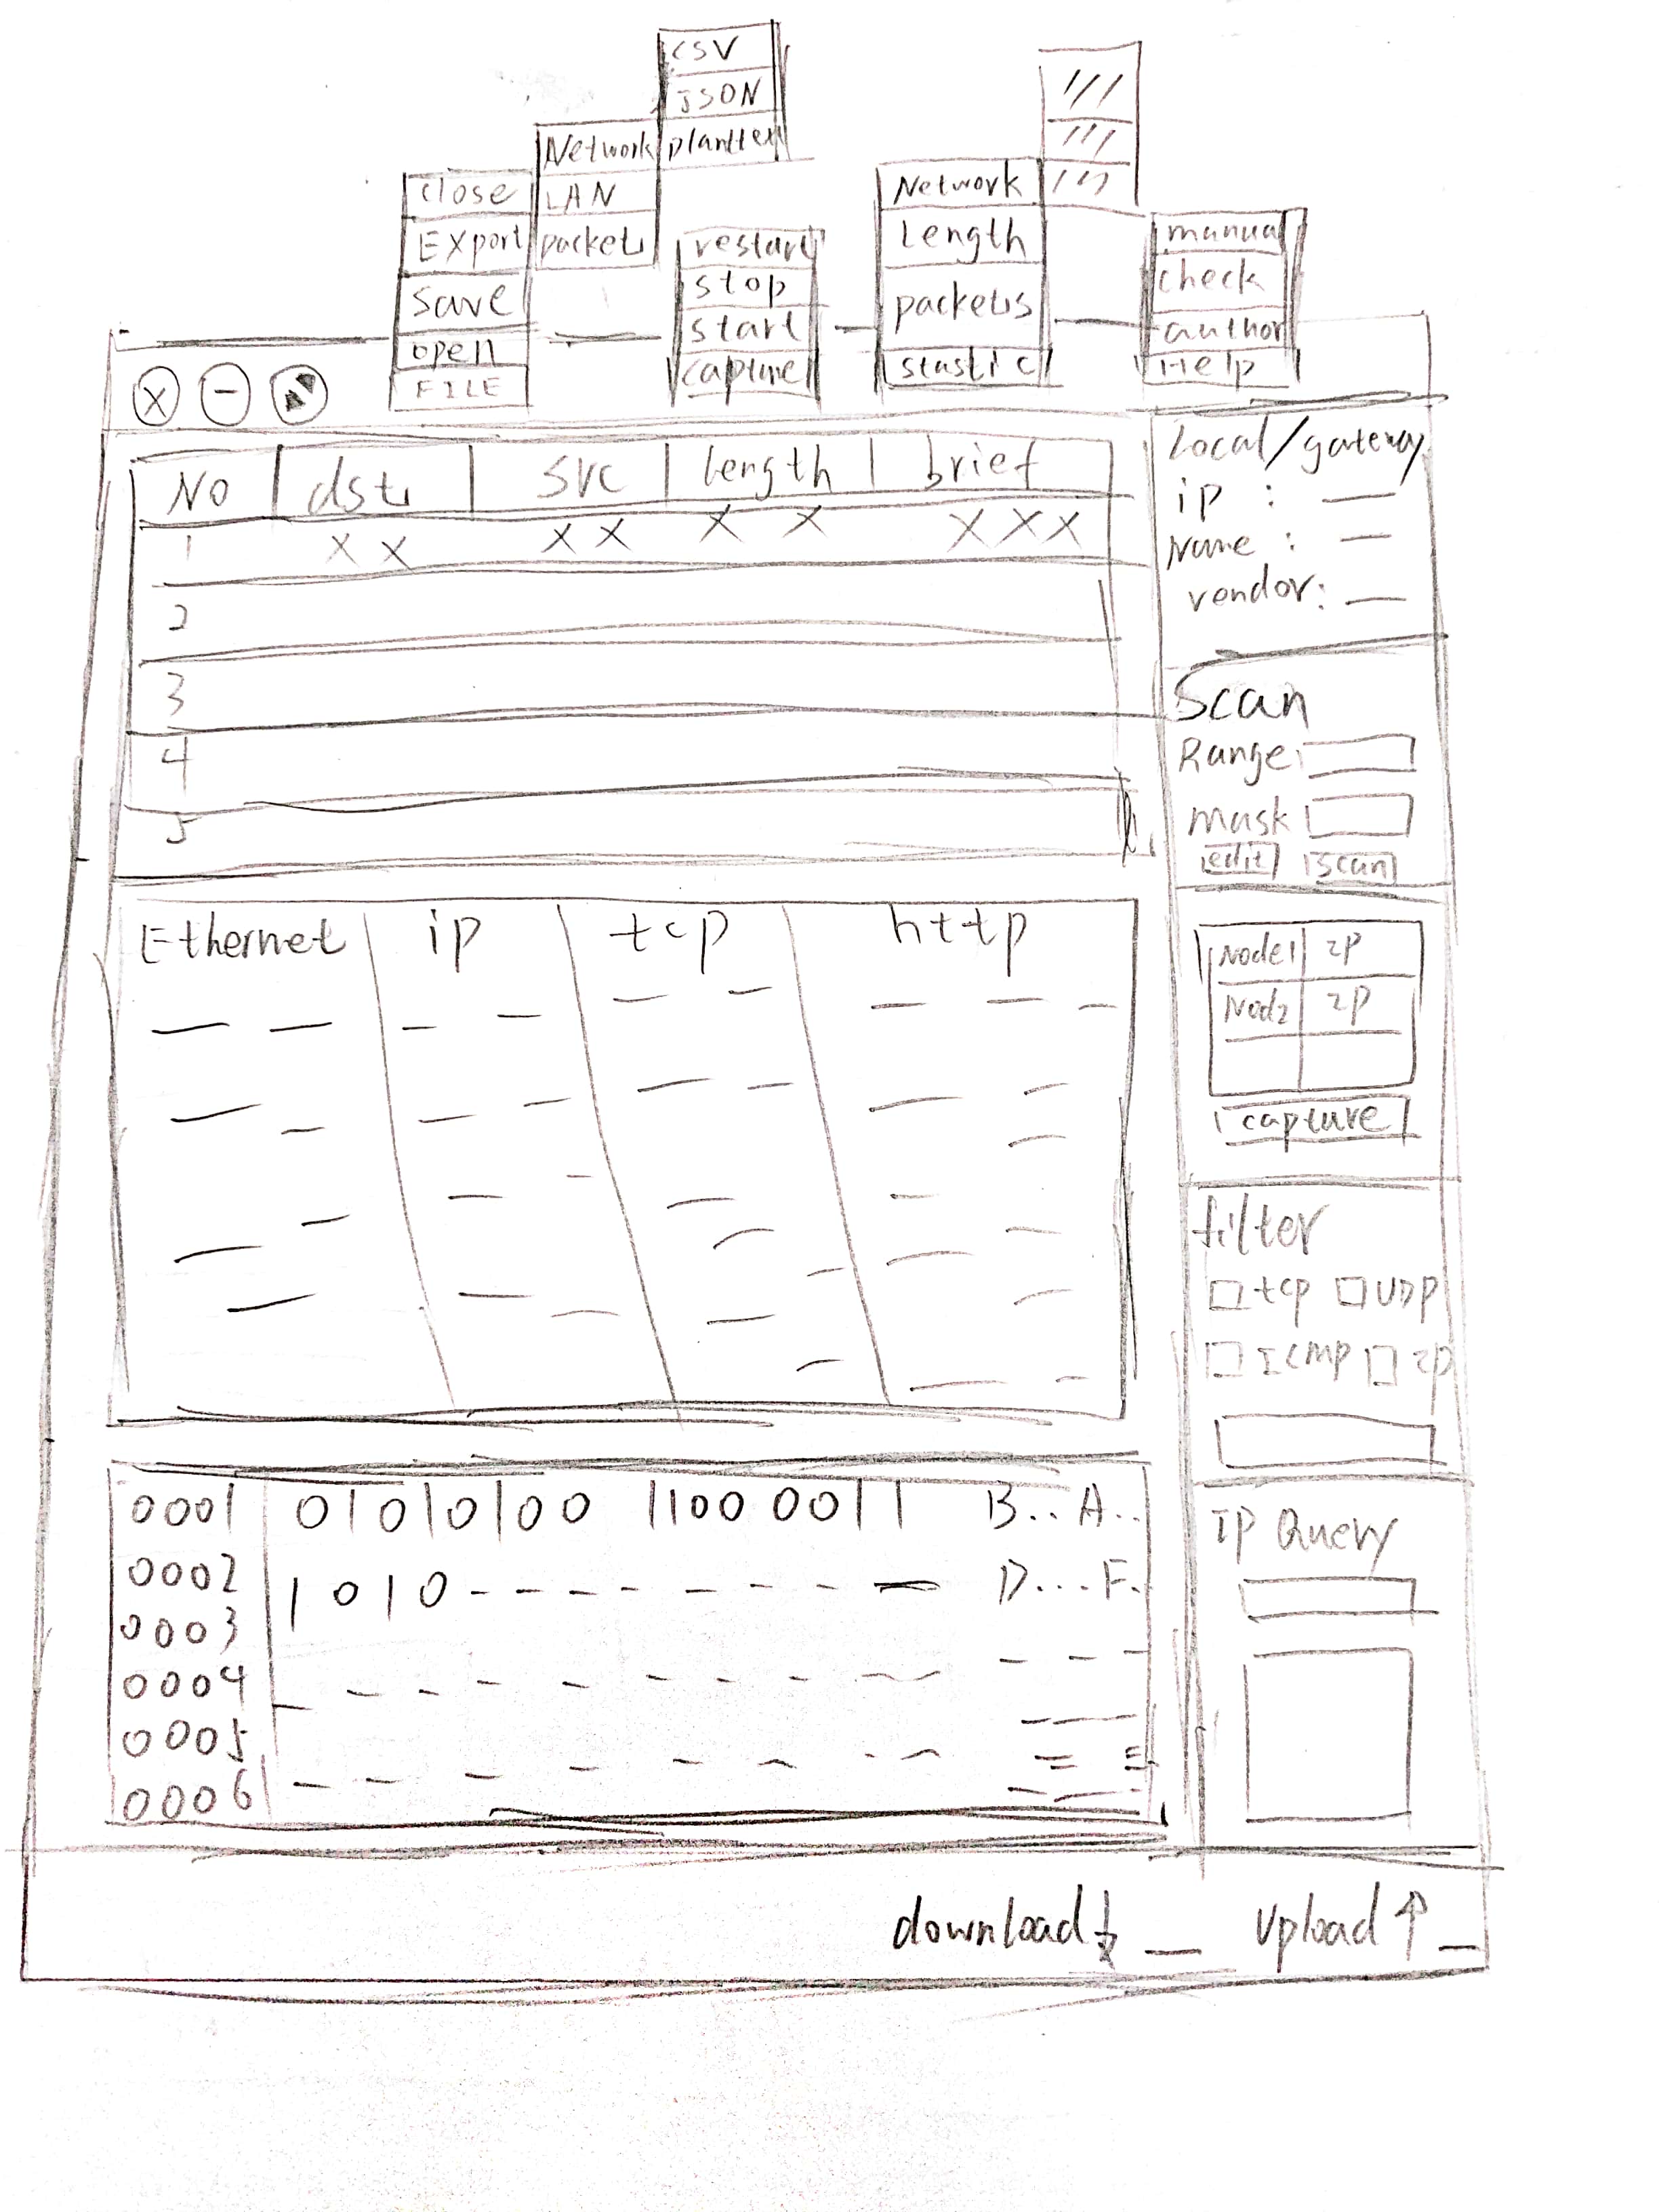 CSV
JSON
Network planttext
close LAN
Export packets
save
open
FILE
restart
stop
start
capture
Network
Length
packets
stastic
manual
check
author
Help
X -
No dst src length brief
1 X X X X X X X X X
2
3
4
5
Local/gateway
ip : —
Name : —
vendor: —
Scan
Range:
mask
edit scan
Ethernet ip tcp http
Node1 IP
Nod2 IP
capture
filter
tcp UDP
Icmp IP
0001 01010100 11000011 B..A..
0002 1010- - - - - - - — D....F.
0003
0004
0005
0006
IP Query
download↓ — Upload↑ —